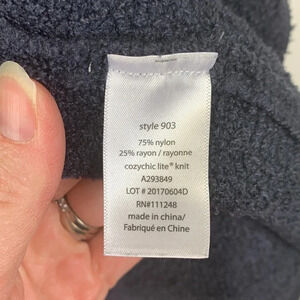 style 903
75% nylon
25% rayon / rayonne
cozychic lite® knit
A293849
LOT # 20170604D
RN#111248
made in china/
Fabriqué en Chine